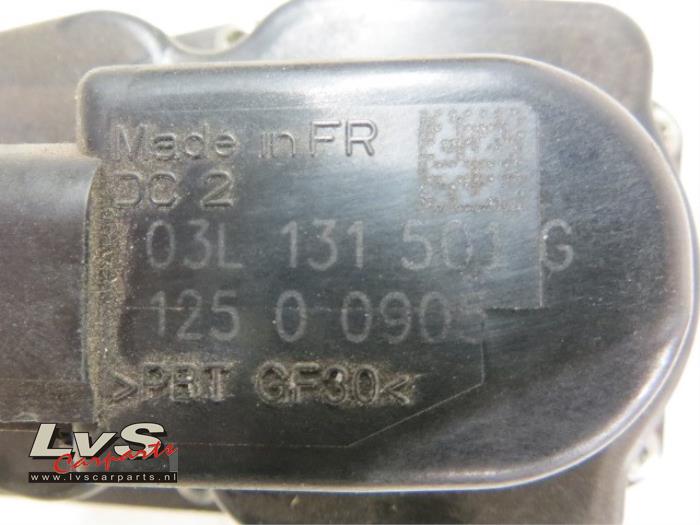 Made in FR
DC 2
03L 131 501 G
125 0 0905
>PBT GF30<
LvS
Carparts
www.lvscarparts.nl